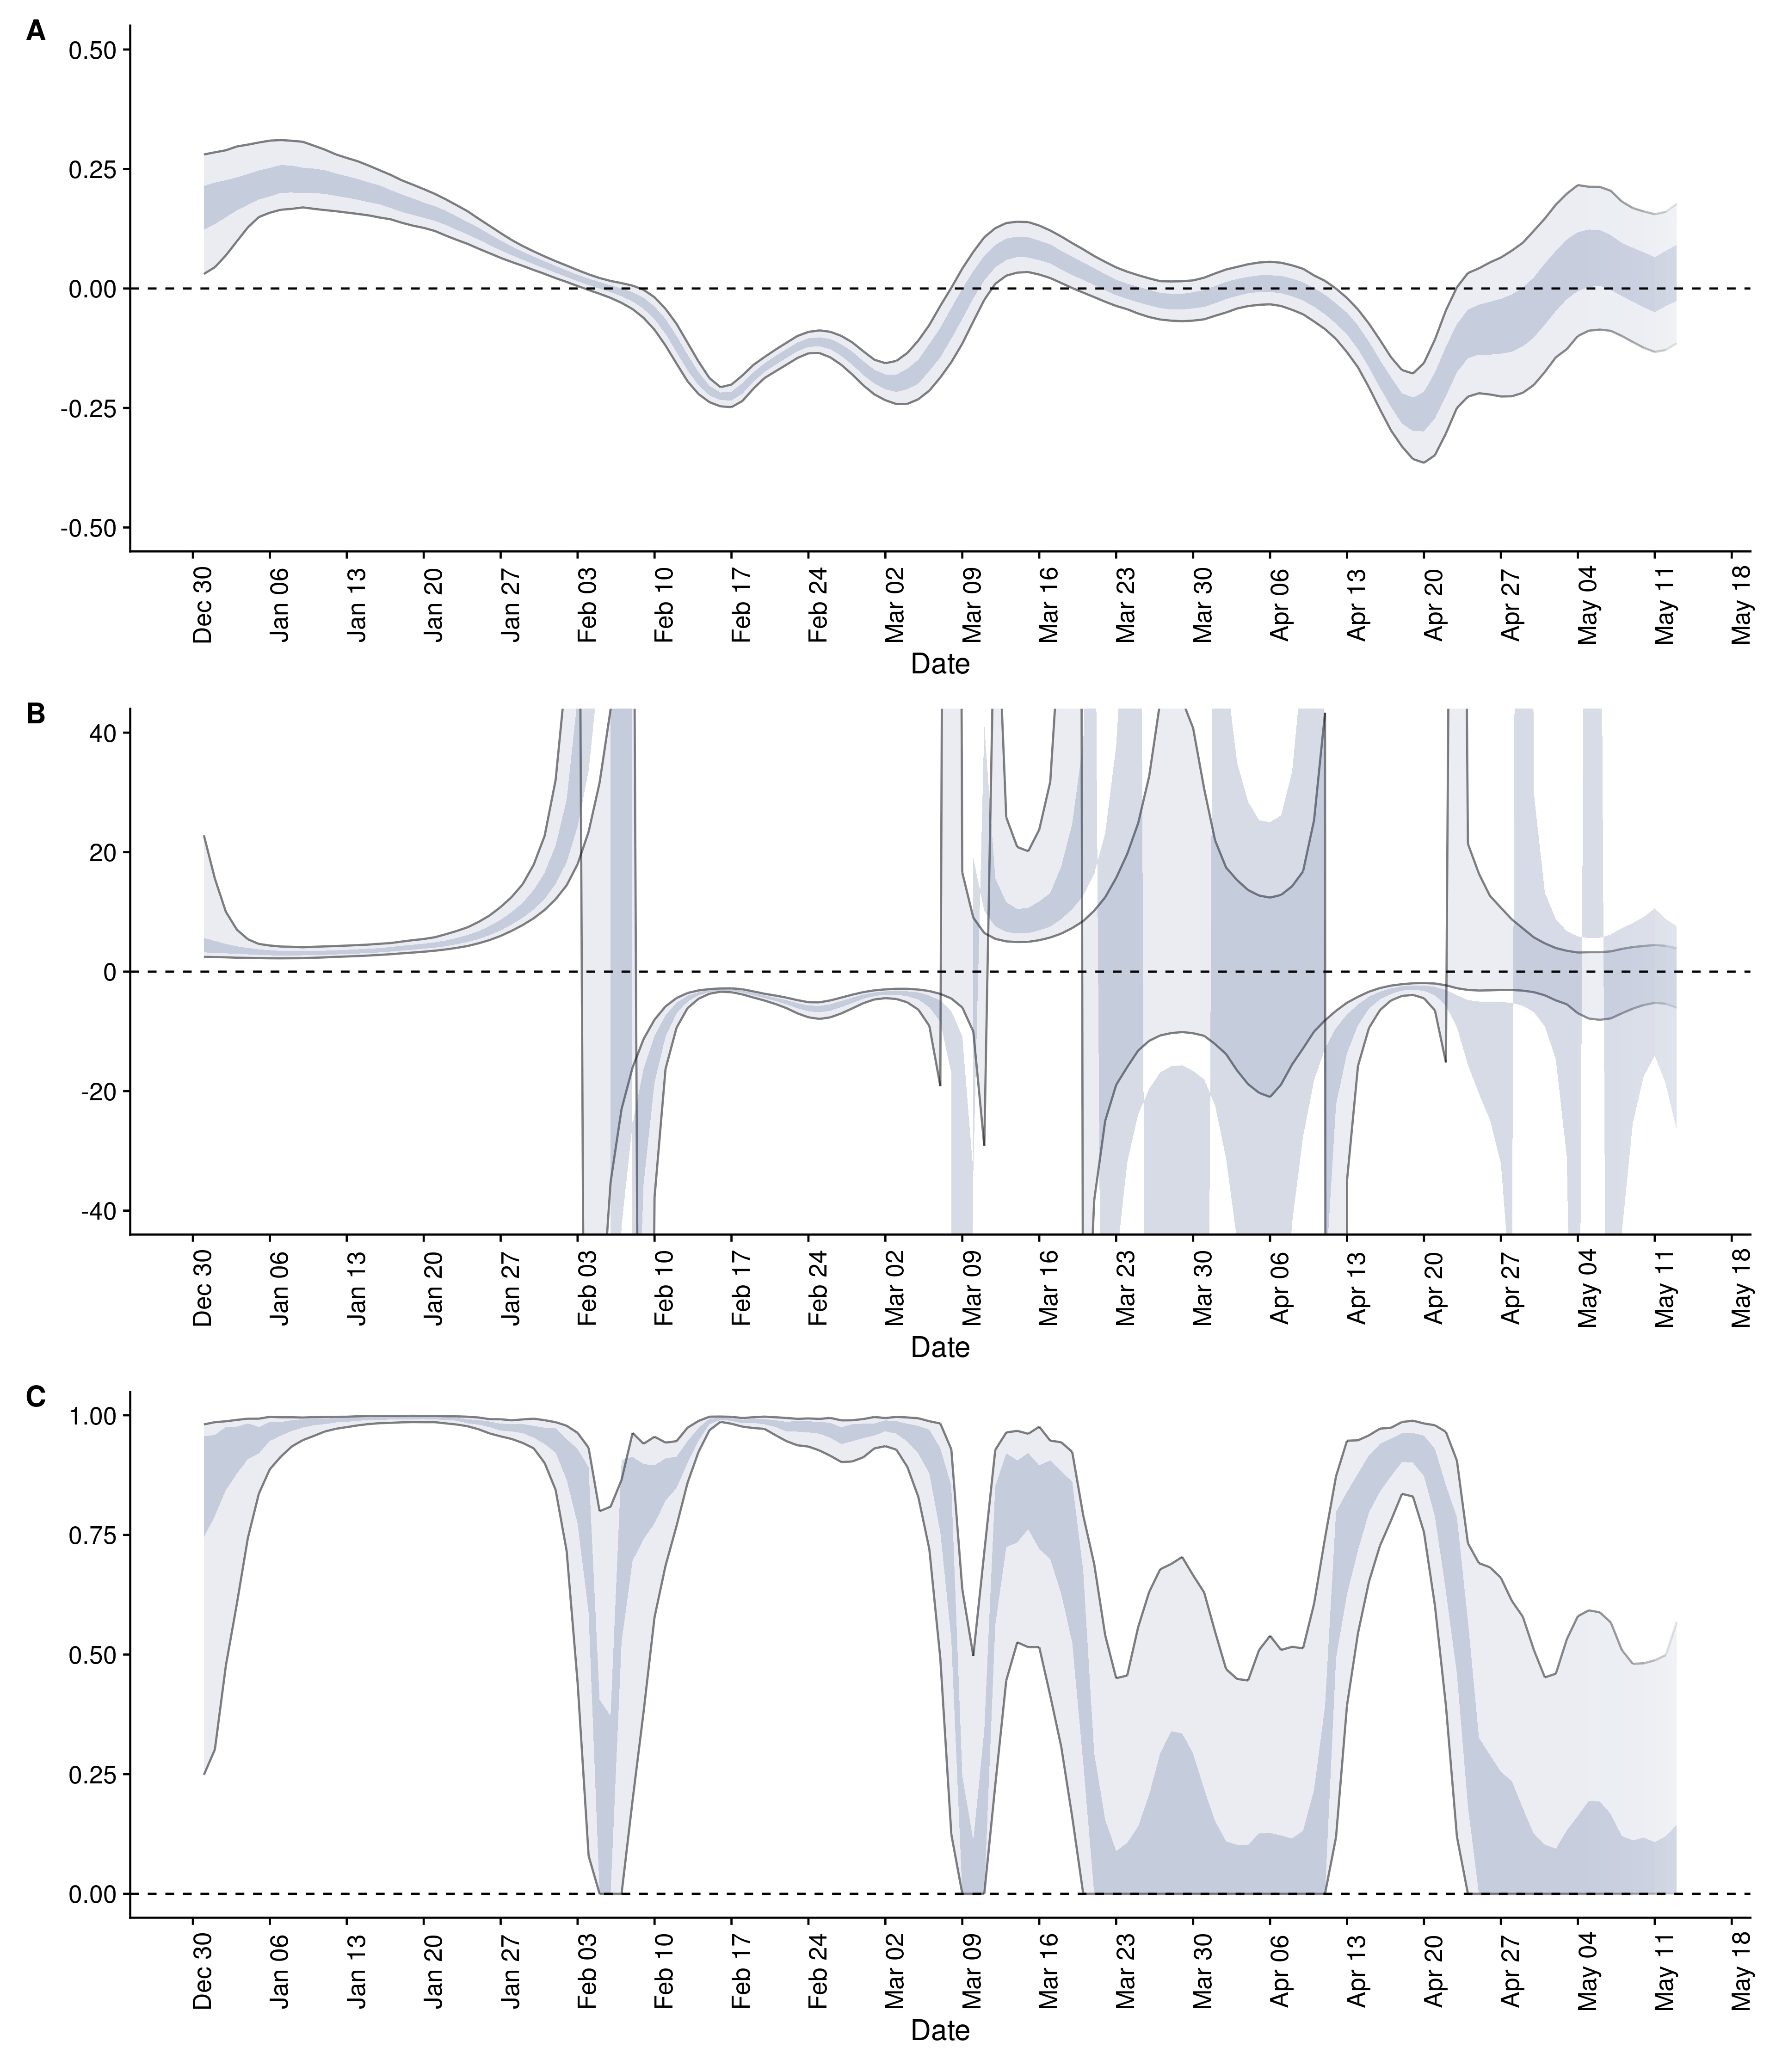 A
0.50
0.25
0.00
-0.25
-0.50
Dec 30
Jan 06
Jan 13
Jan 20
Jan 27
Feb 03
Feb 10
Feb 17
Feb 24
Mar 02
Mar 09
Mar 16
Mar 23
Mar 30
Apr 06
Apr 13
Apr 20
Apr 27
May 04
May 11
May 18
Date
B
40
20
0
-20
-40
Dec 30
Jan 06
Jan 13
Jan 20
Jan 27
Feb 03
Feb 10
Feb 17
Feb 24
Mar 02
Mar 09
Mar 16
Mar 23
Mar 30
Apr 06
Apr 13
Apr 20
Apr 27
May 04
May 11
May 18
Date
C
1.00
0.75
0.50
0.25
0.00
Dec 30
Jan 06
Jan 13
Jan 20
Jan 27
Feb 03
Feb 10
Feb 17
Feb 24
Mar 02
Mar 09
Mar 16
Mar 23
Mar 30
Apr 06
Apr 13
Apr 20
Apr 27
May 04
May 11
May 18
Date